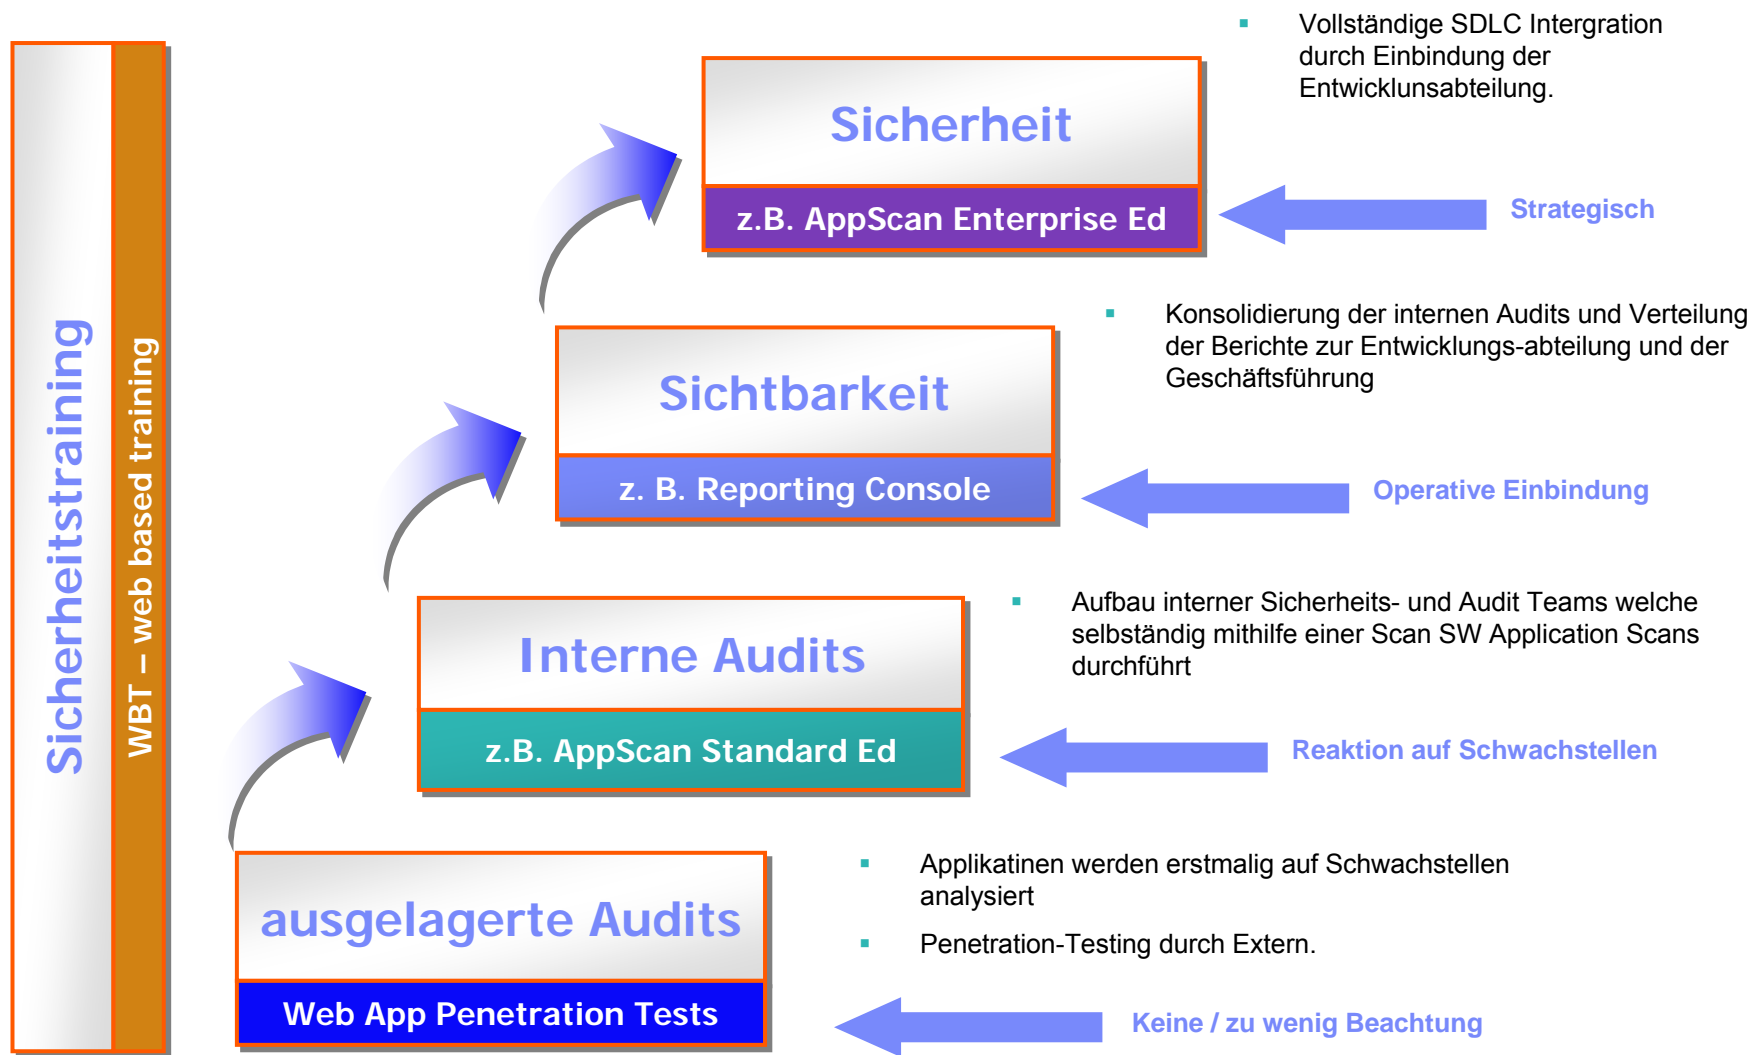 Sicherheitstraining
WBT – web based training
▪ Vollständige SDLC Intergration
durch Einbindung der
Entwicklunsabteilung.
Sicherheit
z.B. AppScan Enterprise Ed
Strategisch
▪ Konsolidierung der internen Audits und Verteilung
der Berichte zur Entwicklungs-abteilung und der
Geschäftsführung
Sichtbarkeit
z. B. Reporting Console
Operative Einbindung
▪ Aufbau interner Sicherheits- und Audit Teams welche
selbständig mithilfe einer Scan SW Application Scans
durchführt
Interne Audits
z.B. AppScan Standard Ed
Reaktion auf Schwachstellen
▪ Applikatinen werden erstmalig auf Schwachstellen
analysiert
▪ Penetration-Testing durch Extern.
ausgelagerte Audits
Web App Penetration Tests
Keine / zu wenig Beachtung